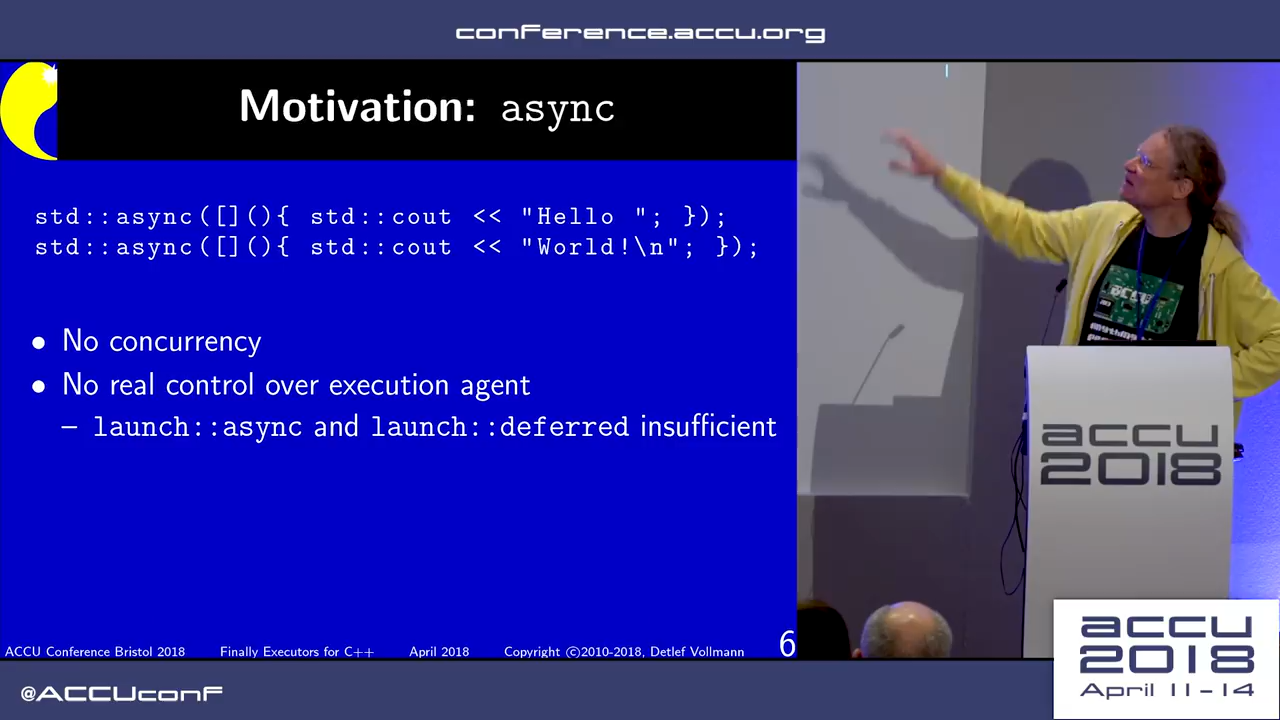 conference.accu.org
Motivation: async
std::async([](){ std::cout << "Hello "; });
std::async([](){ std::cout << "World!\n"; });
• No concurrency
• No real control over execution agent
– launch::async and launch::deferred insufficient
ACCU Conference Bristol 2018 Finally Executors for C++ April 2018 Copyright ©2010-2018, Detlef Vollmann 6
accu
accu
2018
accu
2018
April 11-14
@ACCUconf